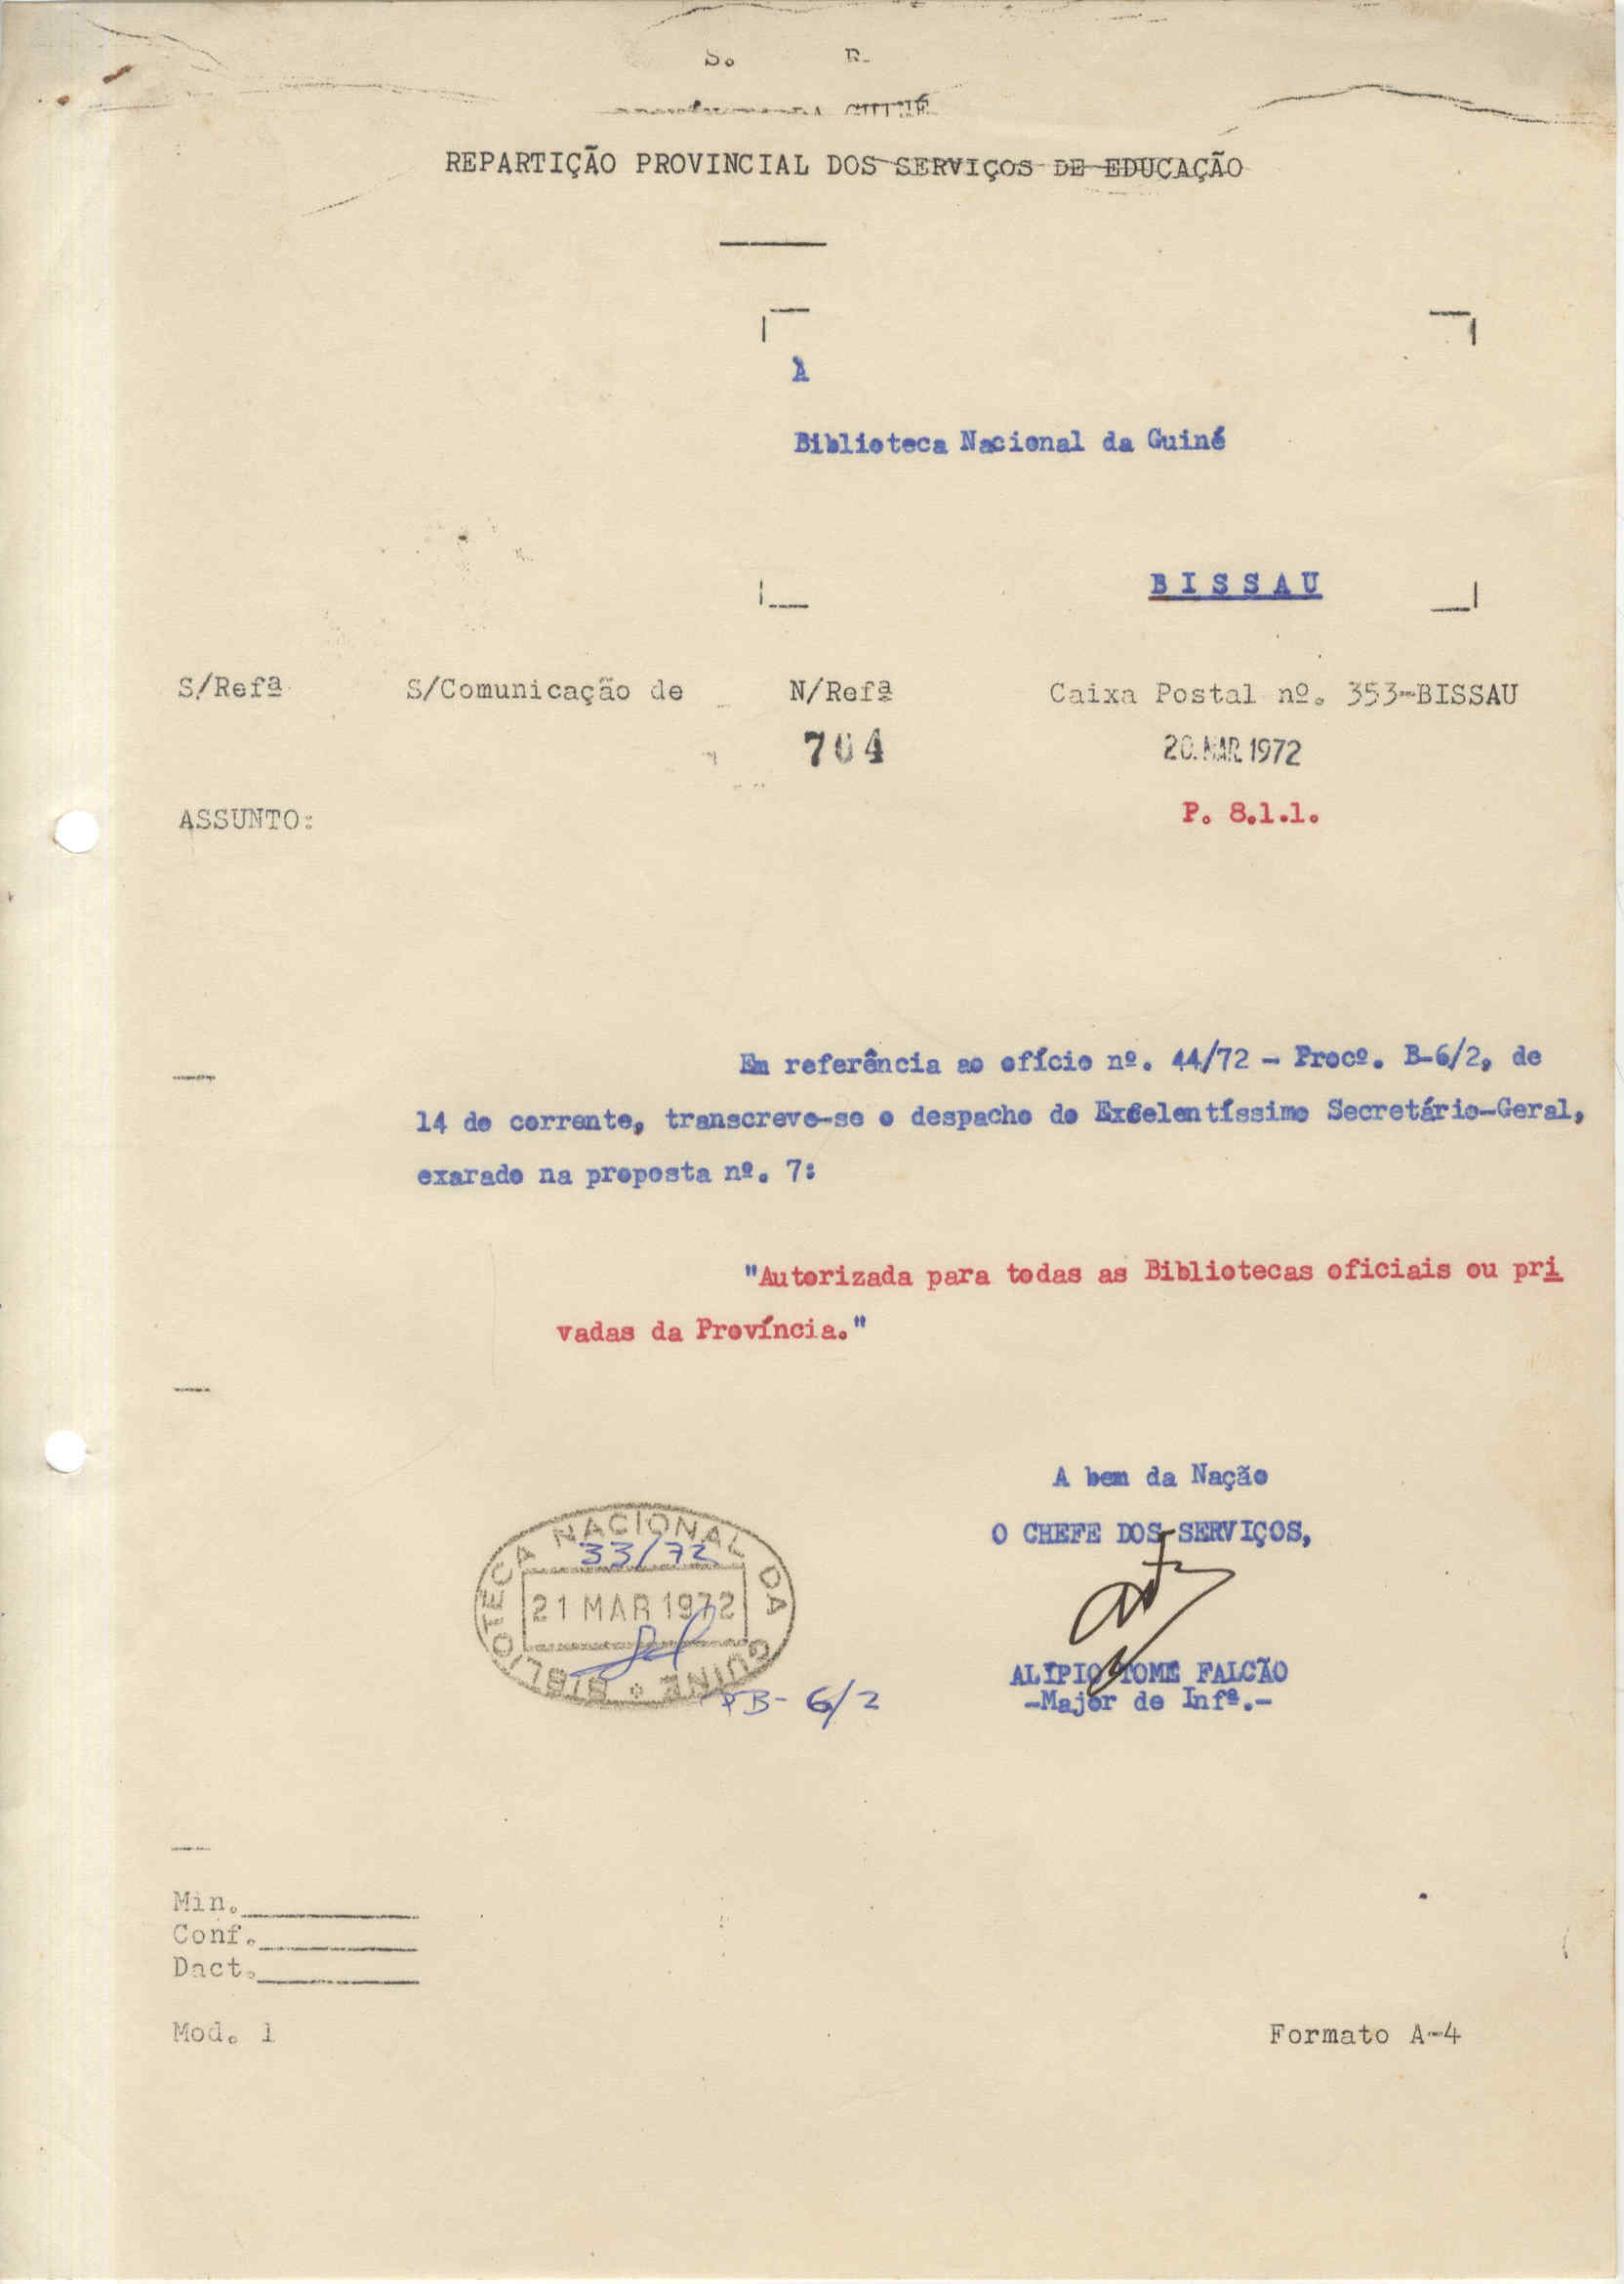 S. R.
DA GUINÉ
REPARTIÇÃO PROVINCIAL DOS SERVIÇOS DE EDUCAÇÃO
À
Biblioteca Nacional da Guiné
BISSAU
S/Refª S/Comunicação de N/Refª Caixa Postal nº. 353-BISSAU
704 20.MAR.1972
ASSUNTO: P. 8.1.1.
Em referência ao ofício nº. 44/72 - Procº. B-6/2, de
14 do corrente, transcreve-se o despacho do Excelentíssimo Secretário-Geral,
exarado na proposta nº. 7:
"Autorizada para todas as Bibliotecas oficiais ou pri
vadas da Província."
A bem da Nação
O CHEFE DOS SERVIÇOS,
BIBLIOTECA NACIONAL DA GUINÉ
33/72
21 MAR 1972
ALÍPIO TOMÉ FALCÃO
-Major de Infª.-
PB- 6/2
Min.
Conf.
Dact.
Mod. 1 Formato A-4